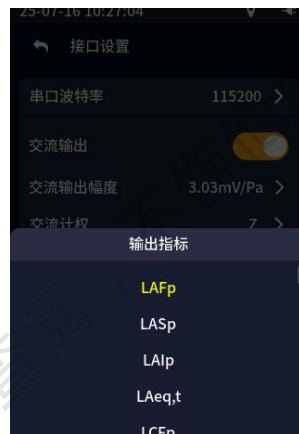 25-07-16 10:27:04
接口设置
串口波特率 115200
交流输出
交流输出幅度 3.03mV/Pa
交流计权 Z
输出指标
LAFp
LASp
LAIp
LAeq,t
LCFp